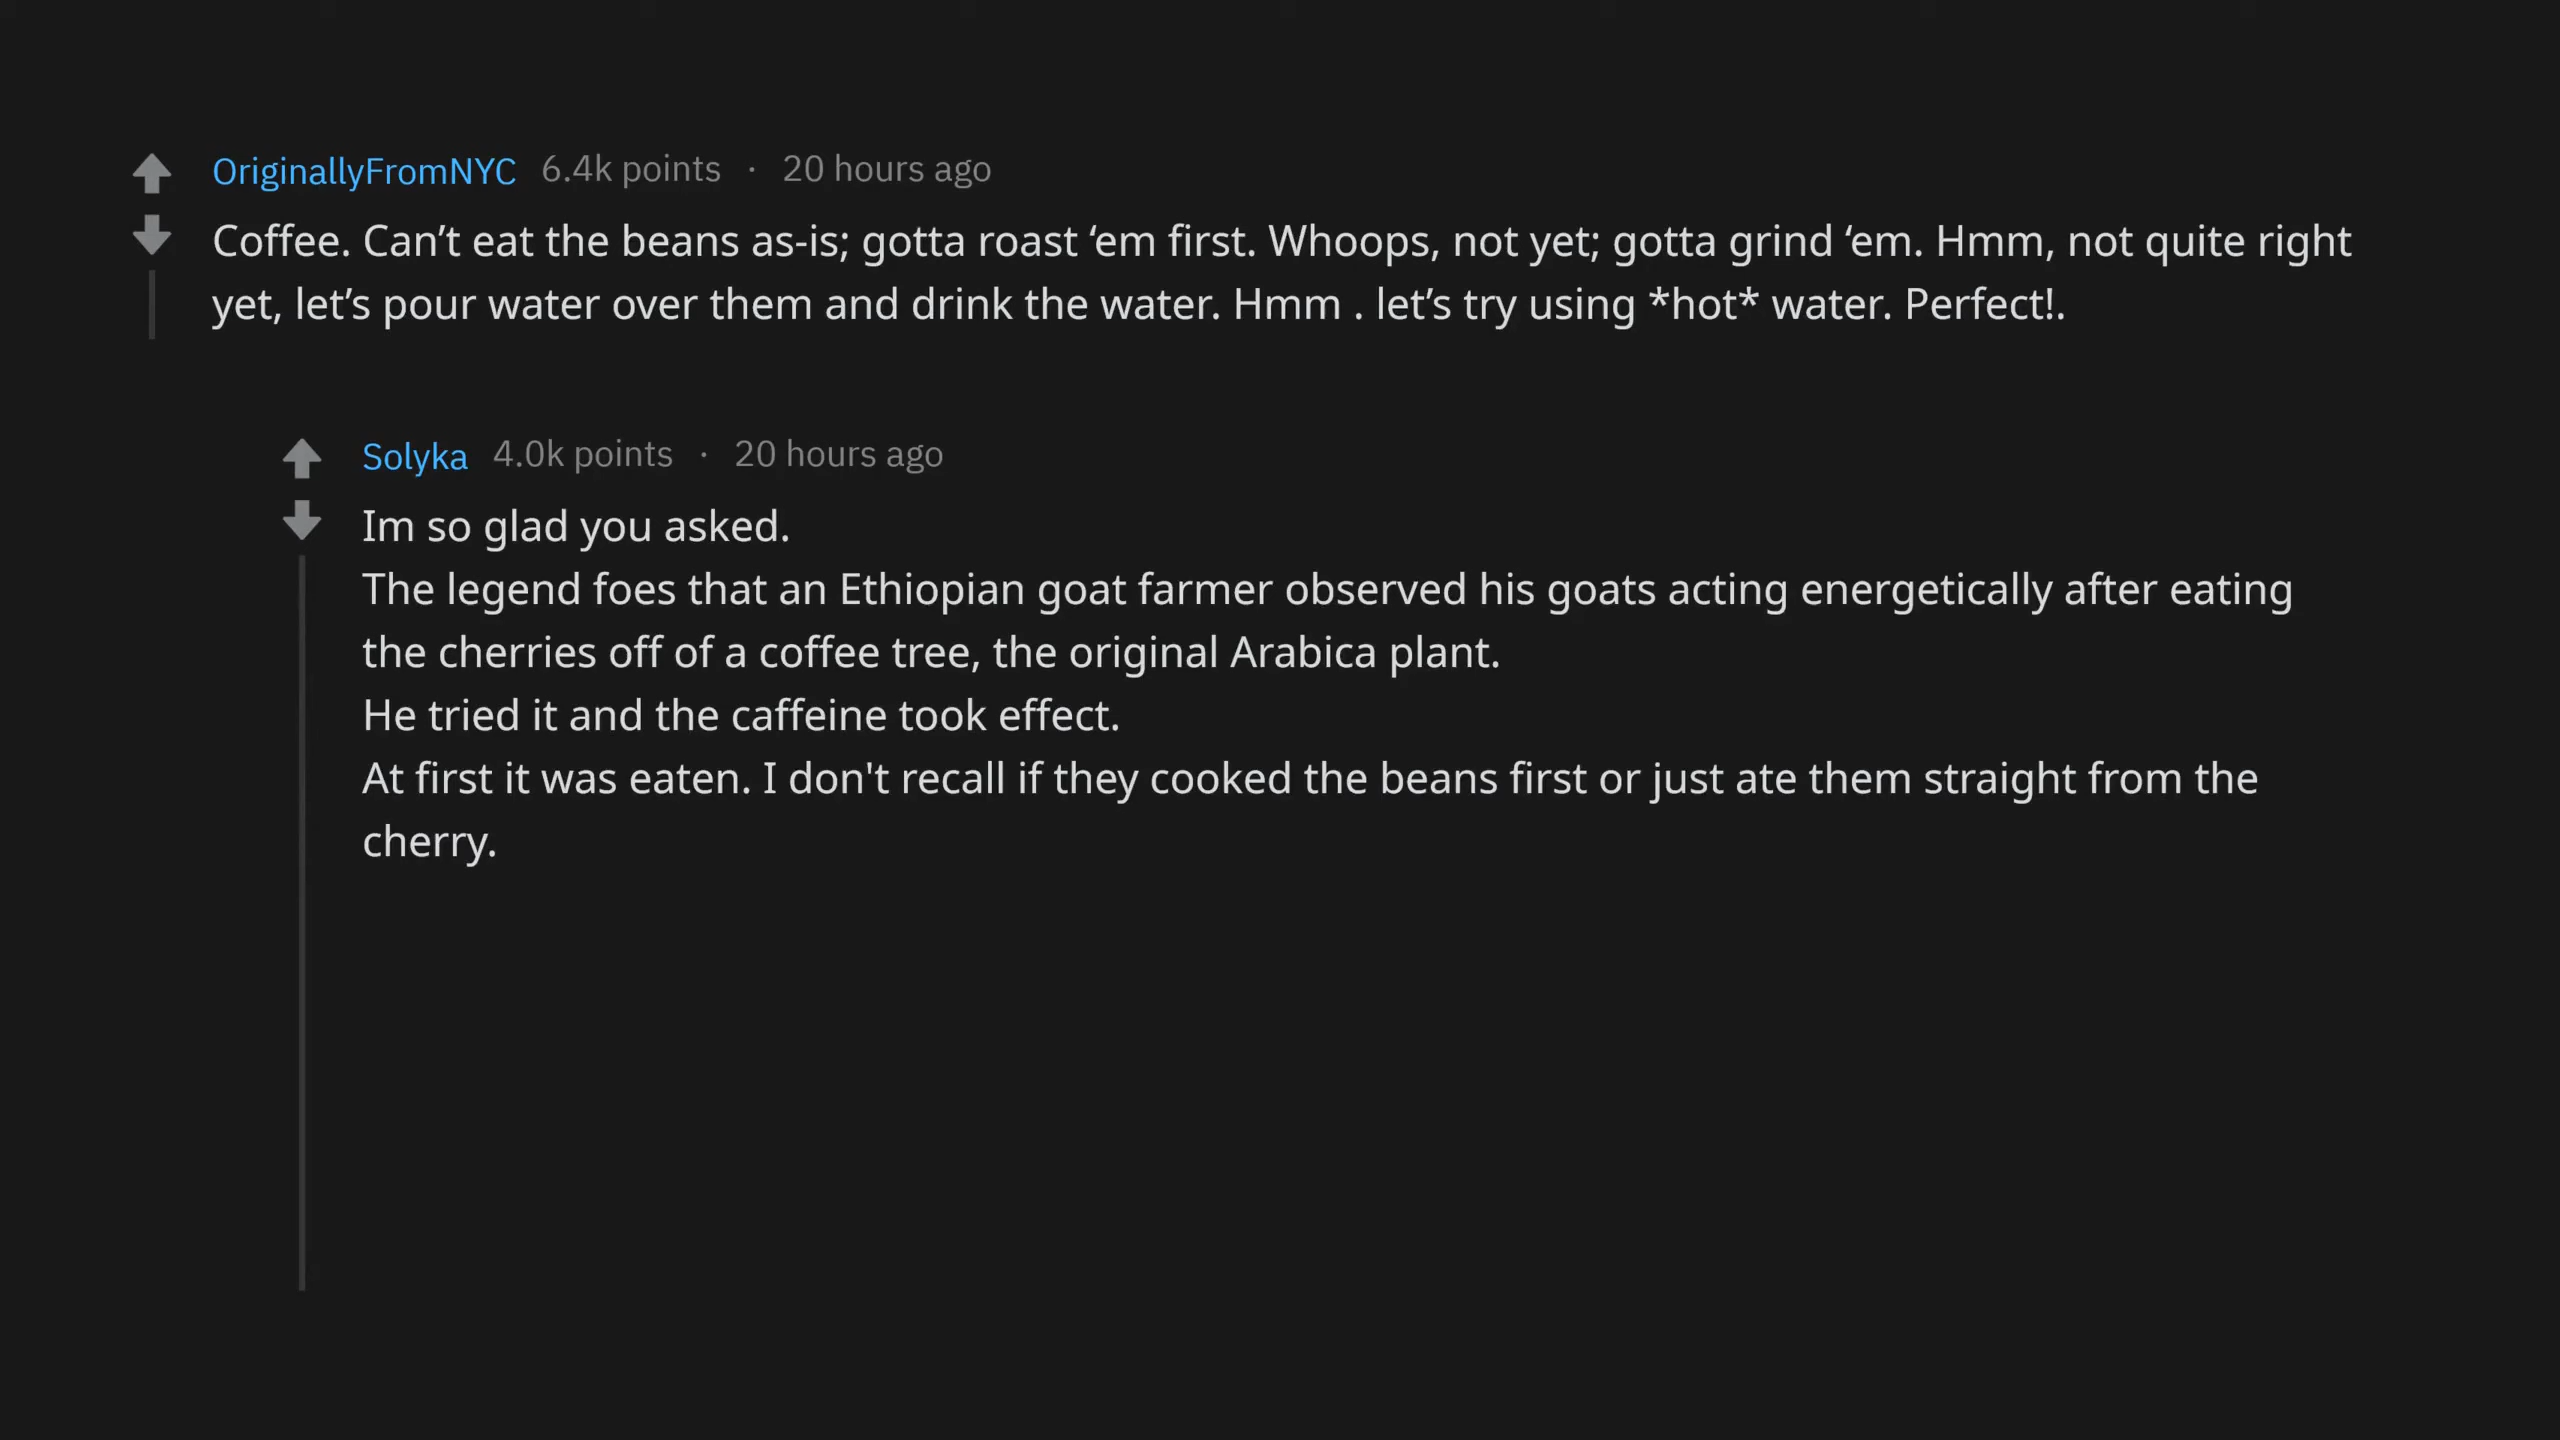 OriginallyFromNYC 6.4k points · 20 hours ago
Coffee. Can’t eat the beans as-is; gotta roast ‘em first. Whoops, not yet; gotta grind ‘em. Hmm, not quite right
yet, let’s pour water over them and drink the water. Hmm . let’s try using *hot* water. Perfect!.
Solyka 4.0k points · 20 hours ago
Im so glad you asked.
The legend foes that an Ethiopian goat farmer observed his goats acting energetically after eating
the cherries off of a coffee tree, the original Arabica plant.
He tried it and the caffeine took effect.
At first it was eaten. I don't recall if they cooked the beans first or just ate them straight from the
cherry.